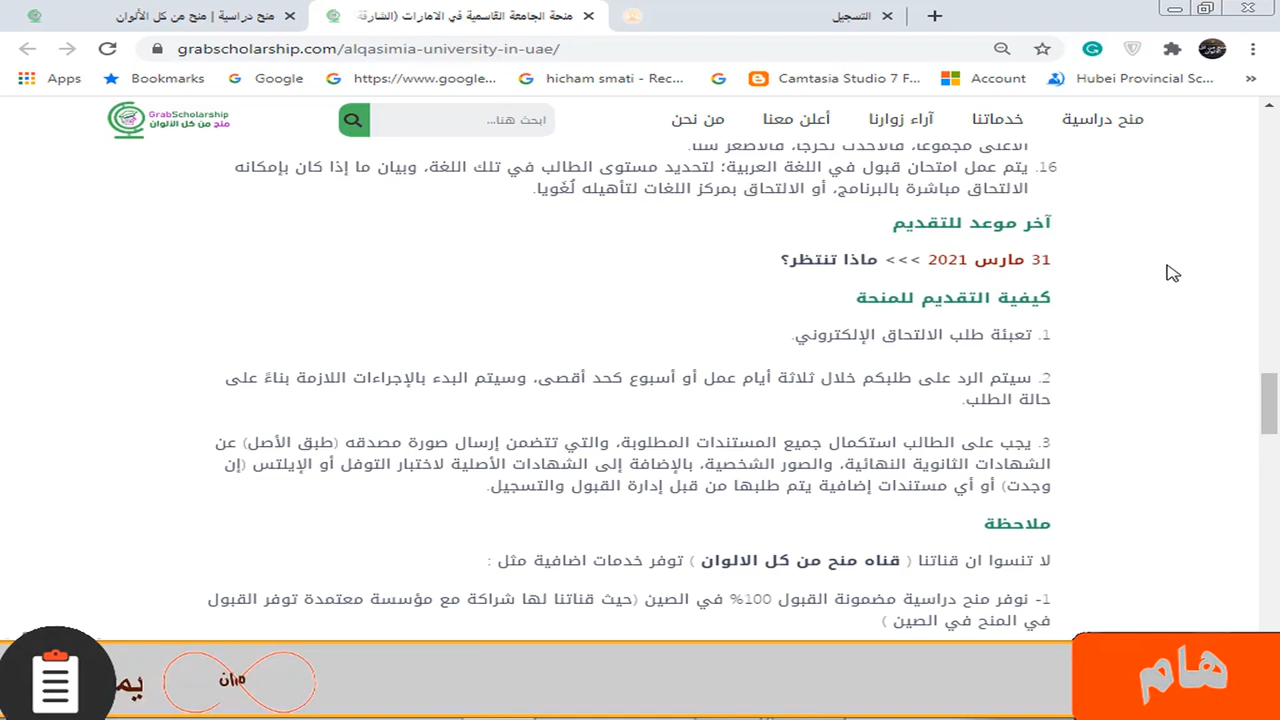 منح دراسية | منح من كل الألوان
منحة الجامعة القاسمية في الامارات (الشارقة
التسجيل
grabscholarship.com/alqasimia-university-in-uae/
Apps
Bookmarks
Google
https://www.google...
hicham smati - Rec...
Camtasia Studio 7 F...
Account
Hubei Provincial Sc...
GrabScholarship
منح من كل الألوان
ابحث هنا...
منح دراسية
خدماتنا
آراء زوارنا
أعلن معنا
من نحن
الأعلى مجموعًا، فالأحدث تخرجًا، فالأصغر سنًا.
16. يتم عمل امتحان قبول في اللغة العربية؛ لتحديد مستوى الطالب في تلك اللغة، وبيان ما إذا كان بإمكانه
الالتحاق مباشرة بالبرنامج، أو الالتحاق بمركز اللغات لتأهيله لُغَويا.
آخر موعد للتقديم
31 مارس 2021 >>> ماذا تنتظر؟
كيفية التقديم للمنحة
1. تعبئة طلب الالتحاق الإلكتروني.
2. سيتم الرد على طلبكم خلال ثلاثة أيام عمل أو أسبوع كحد أقصى، وسيتم البدء بالإجراءات اللازمة بناءً على
حالة الطلب.
3. يجب على الطالب استكمال جميع المستندات المطلوبة، والتي تتضمن إرسال صورة مصدقه (طبق الأصل) عن
الشهادات الثانوية النهائية، والصور الشخصية، بالإضافة إلى الشهادات الأصلية لاختبار التوفل أو الإيلتس (إن
وجدت) أو أي مستندات إضافية يتم طلبها من قبل إدارة القبول والتسجيل.
ملاحظة
لا تنسوا ان قناتنا ( قناه منح من كل الالوان ) توفر خدمات اضافية مثل :
1- نوفر منح دراسية مضمونة القبول 100% في الصين (حيث قناتنا لها شراكة مع مؤسسة معتمدة توفر القبول
في المنح في الصين )
هام